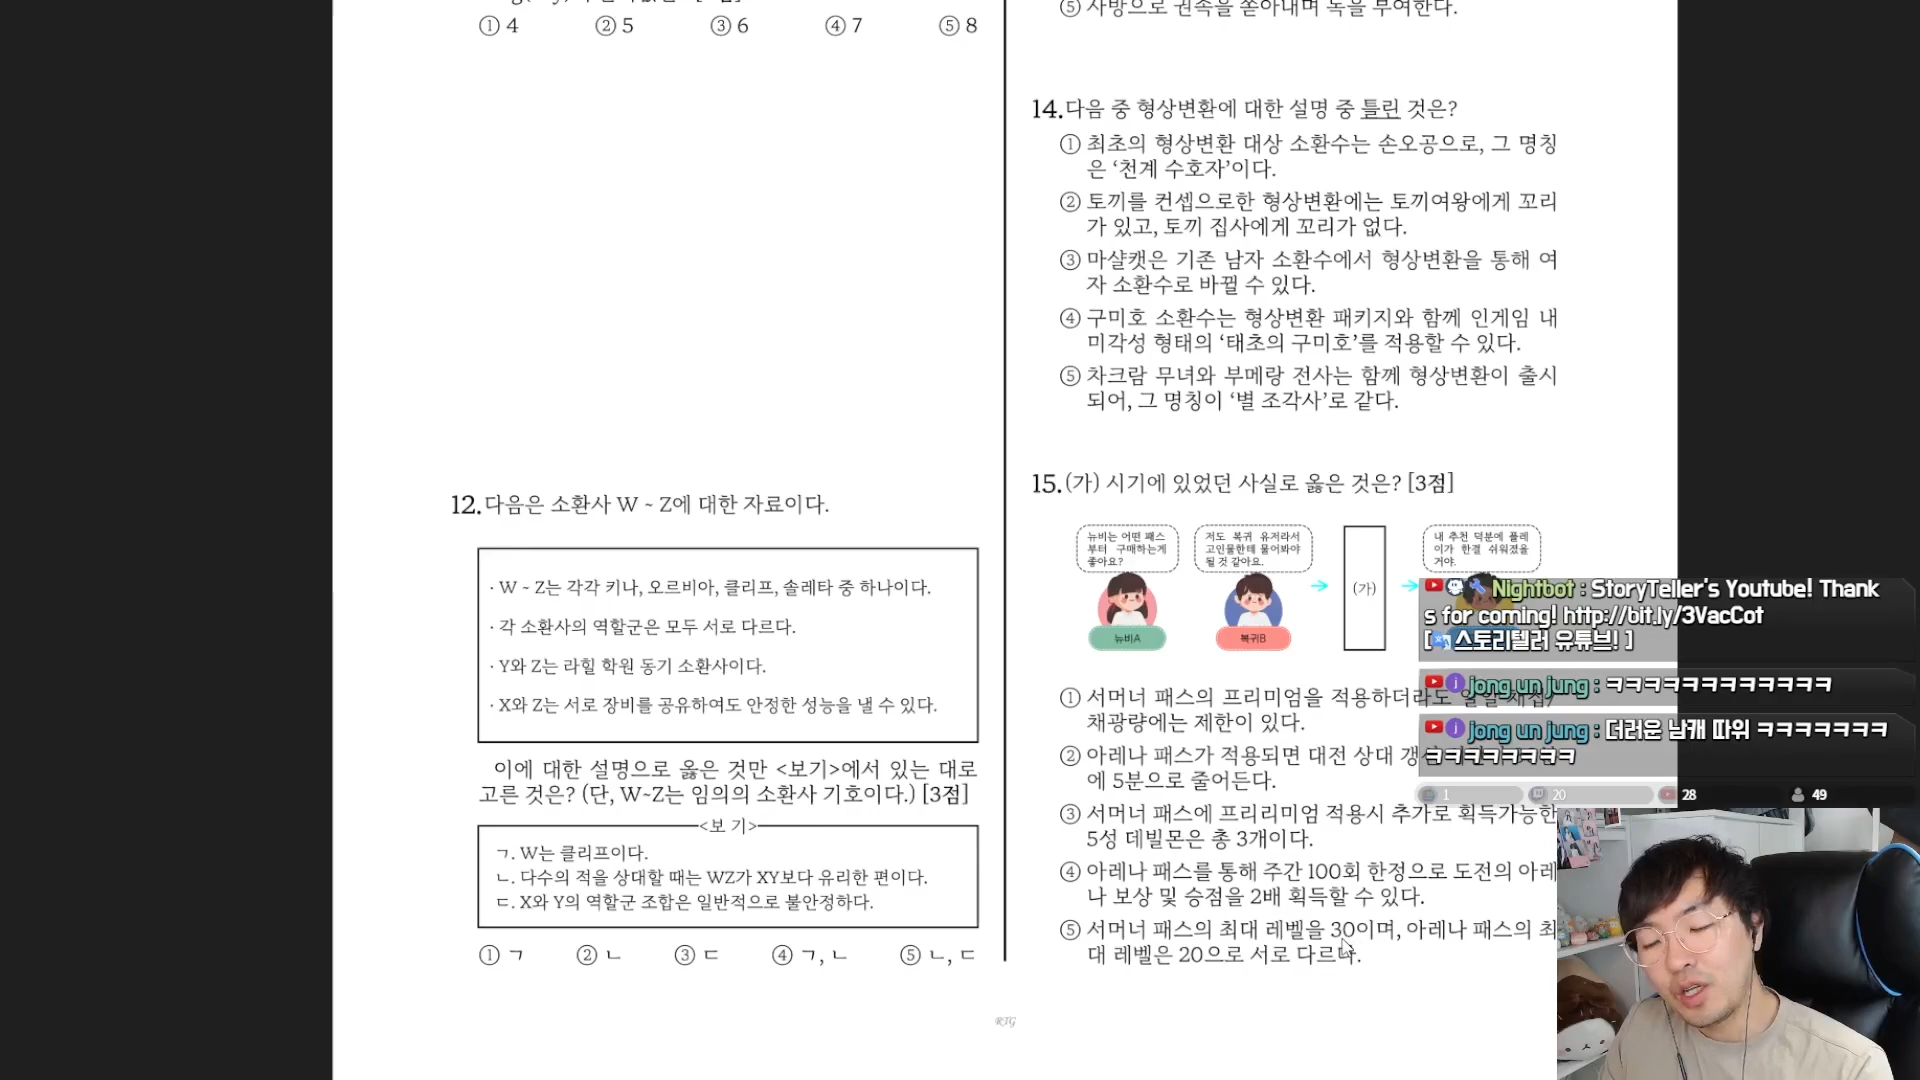 ① 4 ② 5 ③ 6 ④ 7 ⑤ 8
12. 다음은 소환사 W ~ Z에 대한 자료이다.
· W ~ Z는 각각 키나, 오르비아, 클리프, 솔레타 중 하나이다.
· 각 소환사의 역할군은 모두 서로 다르다.
· Y와 Z는 라힐 학원 동기 소환사이다.
· X와 Z는 서로 장비를 공유하여도 안정한 성능을 낼 수 있다.
이에 대한 설명으로 옳은 것만 <보기>에서 있는 대로
고른 것은? (단, W~Z는 임의의 소환사 기호이다.) [3점]
<보 기>
ㄱ. W는 클리프이다.
ㄴ. 다수의 적을 상대할 때는 WZ가 XY보다 유리한 편이다.
ㄷ. X와 Y의 역할군 조합은 일반적으로 불안정하다.
① ㄱ ② ㄴ ③ ㄷ ④ ㄱ, ㄴ ⑤ ㄴ, ㄷ
⑤ 사방으로 권속을 쏟아내며 독을 부여한다.
14. 다음 중 형상변환에 대한 설명 중 틀린 것은?
① 최초의 형상변환 대상 소환수는 손오공으로, 그 명칭
은 ‘천계 수호자’이다.
② 토끼를 컨셉으로한 형상변환에는 토끼여왕에게 꼬리
가 있고, 토끼 집사에게 꼬리가 없다.
③ 마샬캣은 기존 남자 소환수에서 형상변환을 통해 여
자 소환수로 바뀔 수 있다.
④ 구미호 소환수는 형상변환 패키지와 함께 인게임 내
미각성 형태의 ‘태초의 구미호’를 적용할 수 있다.
⑤ 차크람 무녀와 부메랑 전사는 함께 형상변환이 출시
되어, 그 명칭이 ‘별 조각사’로 같다.
15. (가) 시기에 있었던 사실로 옳은 것은? [3점]
뉴비는 어떤 패스
부터 구매하는게
좋아요?
뉴비A
저도 복귀 유저라서
고인물한테 물어봐야
될 것 같아요.
복귀B
(가)
내 추천 덕분에 플레
이가 한결 쉬워졌을
거야.
① 서머너 패스의 프리미엄을 적용하더라도 일일 채집/
채광량에는 제한이 있다.
② 아레나 패스가 적용되면 대전 상대 갱신
에 5분으로 줄어든다.
③ 서머너 패스에 프리리미엄 적용시 추가로 획득가능한
5성 데빌몬은 총 3개이다.
④ 아레나 패스를 통해 주간 100회 한정으로 도전의 아레
나 보상 및 승점을 2배 획득할 수 있다.
⑤ 서머너 패스의 최대 레벨을 30이며, 아레나 패스의 최
대 레벨은 20으로 서로 다르다.
RTG
Nightbot : StoryTeller's Youtube! Thank
s for coming! http://bit.ly/3VacCot
[ 스토리텔러 유튜브! ]
jong un jung : ㅋㅋㅋㅋㅋㅋㅋㅋㅋㅋㅋㅋ
jong un jung : 더러운 남캐 따위 ㅋㅋㅋㅋㅋㅋㅋ
ㅋㅋㅋㅋㅋㅋㅋㅋ
1 20 28 49